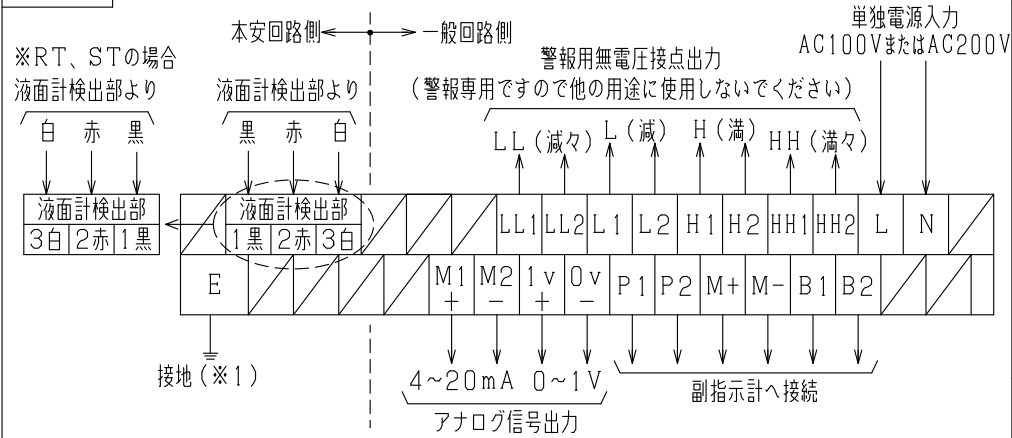 本安回路側
一般回路側
単独電源入力
AC100VまたはAC200V
※RT、STの場合
液面計検出部より
白 赤 黒
液面計検出部より
黒 赤 白
警報用無電圧接点出力
(警報専用ですので他の用途に使用しないでください)
LL(減々) L(減) H(満) HH(満々)
液面計検出部
3白 2赤 1黒
液面計検出部
1黒 2赤 3白
LL1 LL2 L1 L2 H1 H2 HH1 HH2 L N
E M1+ M2- 1v+ 0v- P1 P2 M+ M- B1 B2
接地(※1)
4~20mA 0~1V
アナログ信号出力
副指示計へ接続